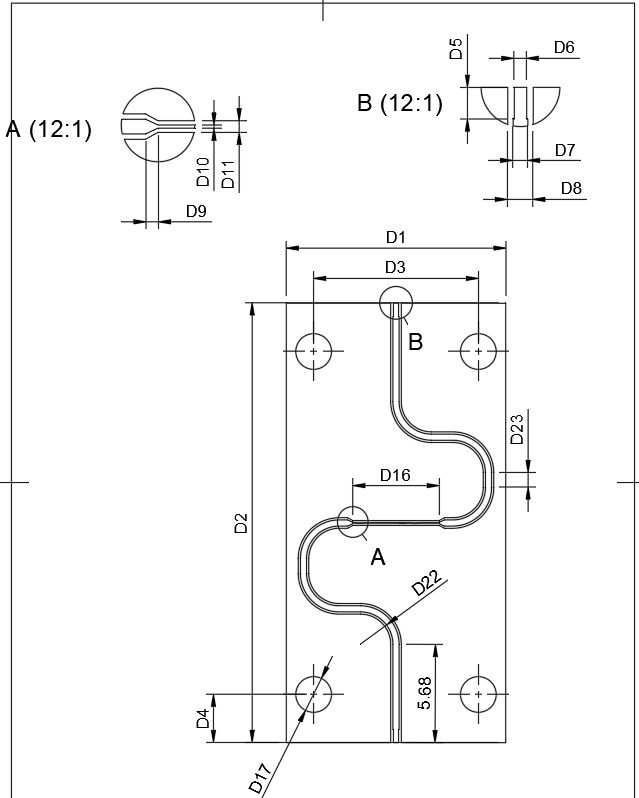 D5
D6
A (12:1)
B (12:1)
D10
D11
D7
D8
D9
D1
D3
B
D23
D16
D2
A
D22
5.68
D4
D17